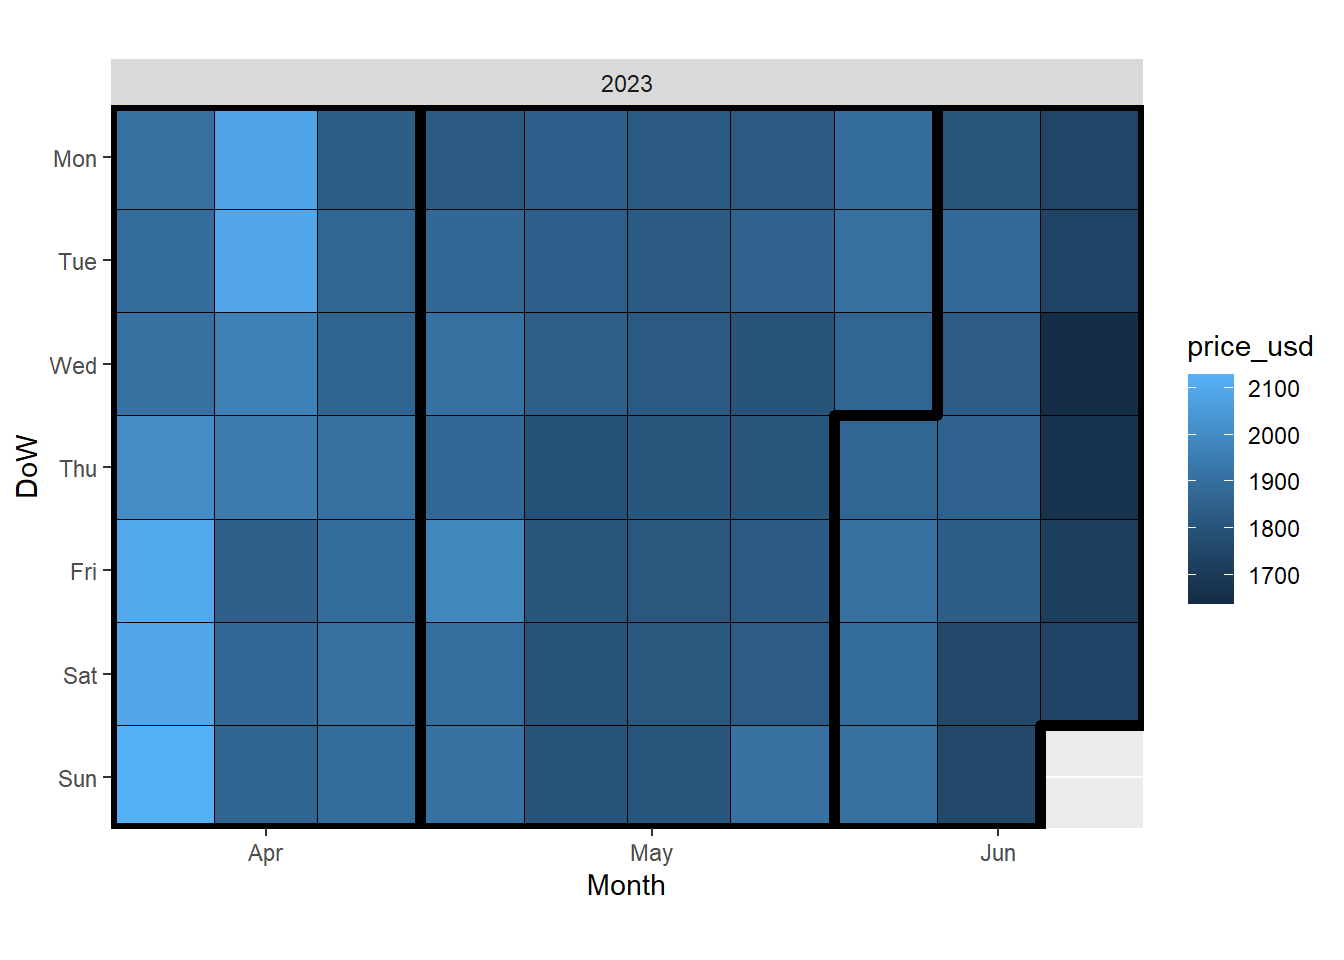 2023
Mon
Tue
Wed
Thu
Fri
Sat
Sun
DoW
Apr
May
Jun
Month
price_usd
2100
2000
1900
1800
1700